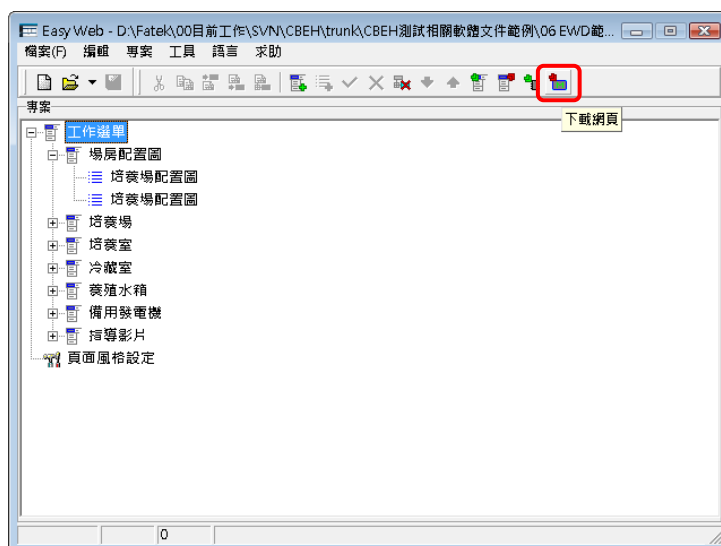 Easy Web - D:\Fatek\00目前工作\SVN\CBEH\trunk\CBEH測試相關軟體文件範例\06 EWD範...
檔案(F) 編輯 專案 工具 語言 求助
專案
下載網頁
工作選單
場房配置圖
培養場配置圖
培養場配置圖
培養場
培養室
冷藏室
養殖水箱
備用發電機
指導影片
頁面風格設定
0